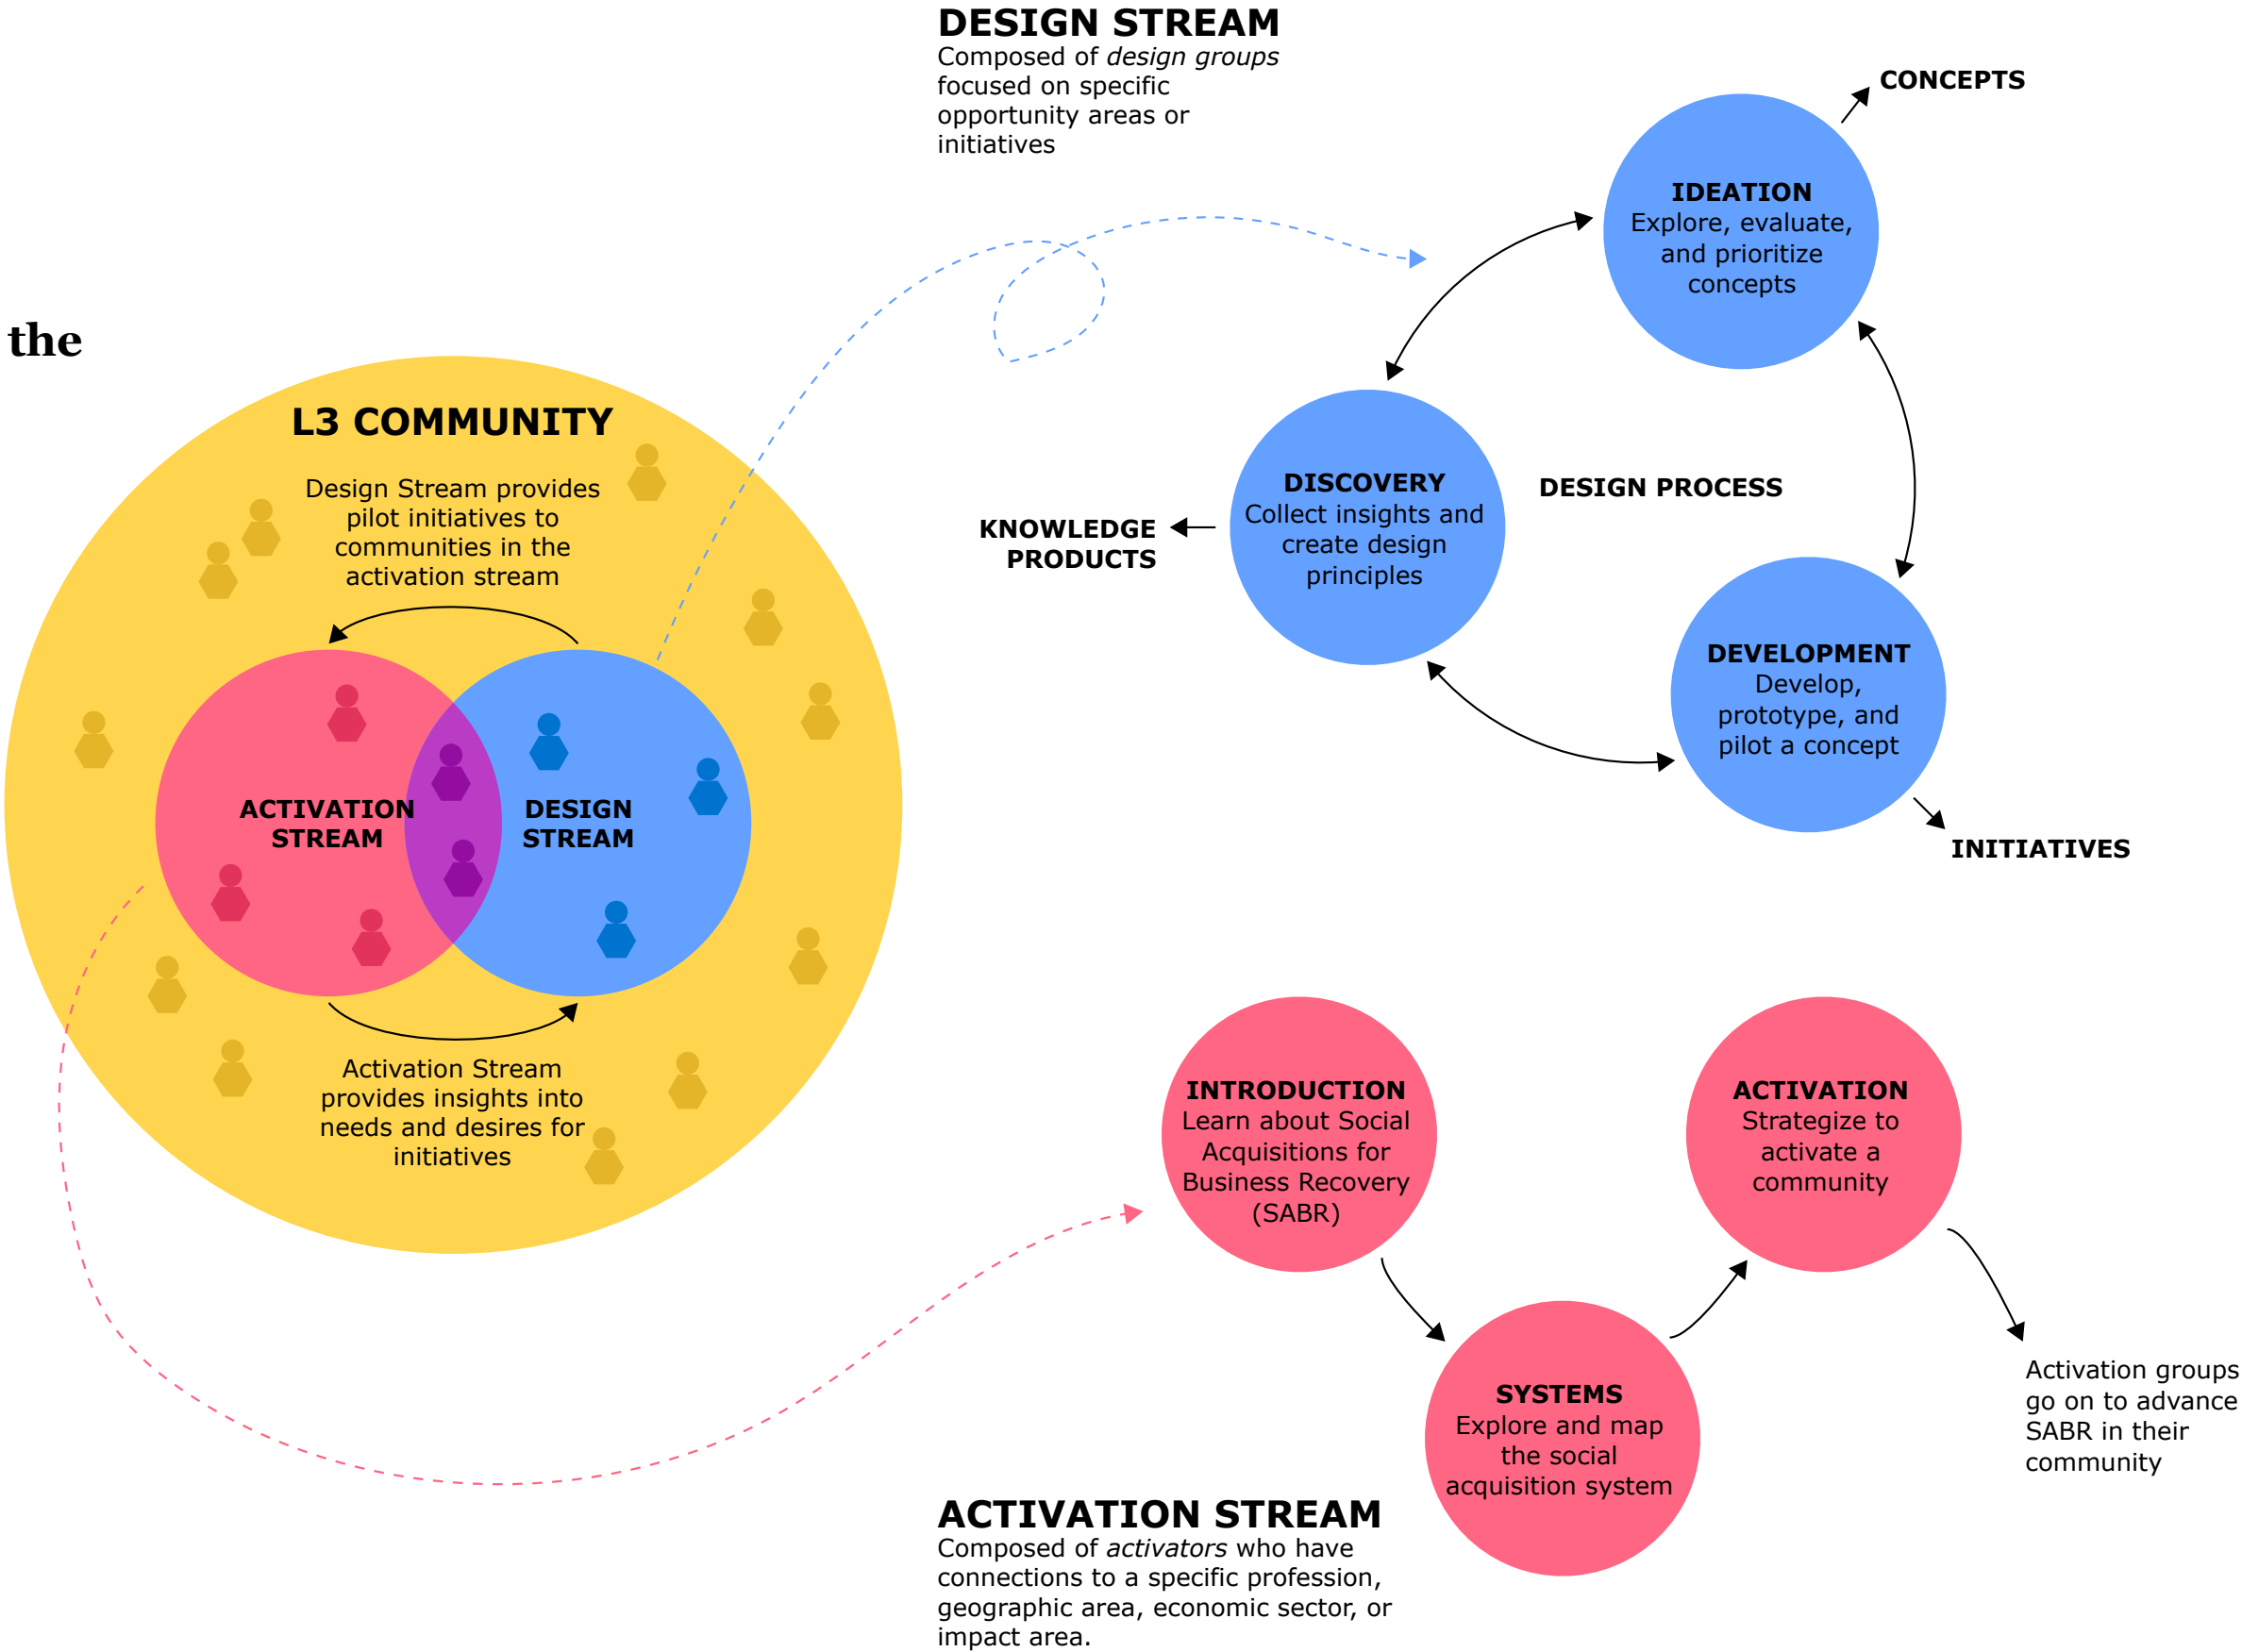 the
L3 COMMUNITY
Design Stream provides
pilot initiatives to
communities in the
activation stream
ACTIVATION
STREAM
DESIGN
STREAM
Activation Stream
provides insights into
needs and desires for
initiatives
DESIGN STREAM
Composed of design groups
focused on specific
opportunity areas or
initiatives
CONCEPTS
IDEATION
Explore, evaluate,
and prioritize
concepts
DISCOVERY
Collect insights and
create design
principles
DESIGN PROCESS
KNOWLEDGE
PRODUCTS
DEVELOPMENT
Develop,
prototype, and
pilot a concept
INITIATIVES
INTRODUCTION
Learn about Social
Acquisitions for
Business Recovery
(SABR)
ACTIVATION
Strategize to
activate a
community
SYSTEMS
Explore and map
the social
acquisition system
Activation groups
go on to advance
SABR in their
community
ACTIVATION STREAM
Composed of activators who have
connections to a specific profession,
geographic area, economic sector, or
impact area.